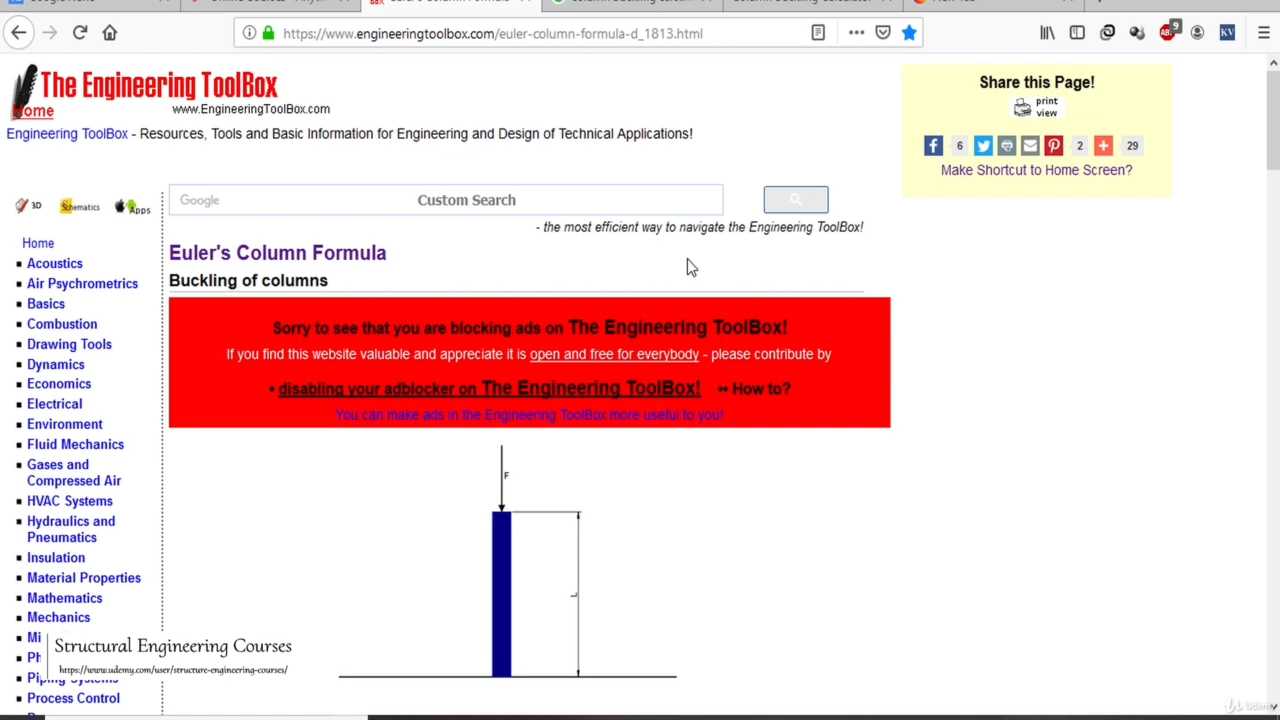 https://www.engineeringtoolbox.com/euler-column-formula-d_1813.html
9
KV
The Engineering ToolBox
Home
www.EngineeringToolBox.com
Engineering ToolBox - Resources, Tools and Basic Information for Engineering and Design of Technical Applications!
Share this Page!
print
view
6
2
29
Make Shortcut to Home Screen?
3D
Schematics
Apps
Google
Custom Search
- the most efficient way to navigate the Engineering ToolBox!
Home
Acoustics
Air Psychrometrics
Basics
Combustion
Drawing Tools
Dynamics
Economics
Electrical
Environment
Fluid Mechanics
Gases and
Compressed Air
HVAC Systems
Hydraulics and
Pneumatics
Insulation
Material Properties
Mathematics
Mechanics
Mi
Ph
Piping Systems
Process Control
Euler's Column Formula
Buckling of columns
Sorry to see that you are blocking ads on The Engineering ToolBox!
If you find this website valuable and appreciate it is open and free for everybody - please contribute by
• disabling your adblocker on The Engineering ToolBox! •• How to?
You can make ads in the Engineering ToolBox more useful to you!
F
L
Structural Engineering Courses
https://www.udemy.com/user/structure-engineering-courses/
Udemy